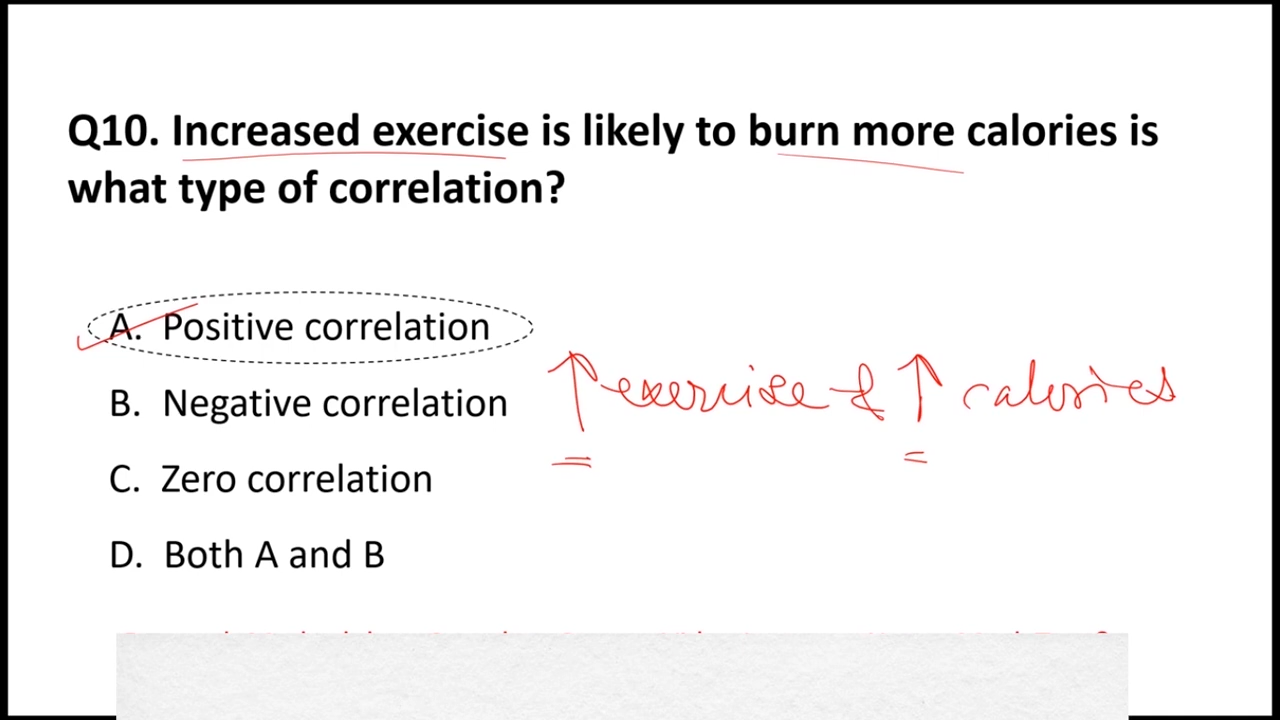 Q10. Increased exercise is likely to burn more calories is
what type of correlation?
A. Positive correlation
B. Negative correlation
↑ exercise & ↑ calories
C. Zero correlation
D. Both A and B